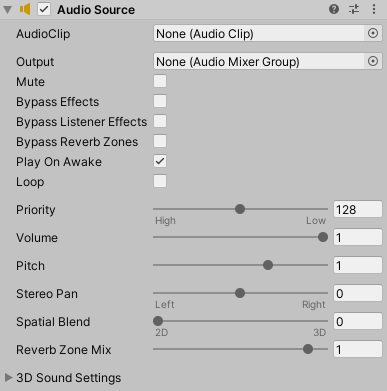 Audio Source
AudioClip None (Audio Clip)
Output None (Audio Mixer Group)
Mute
Bypass Effects
Bypass Listener Effects
Bypass Reverb Zones
Play On Awake
Loop
Priority 128
High Low
Volume 1
Pitch 1
Stereo Pan 0
Left Right
Spatial Blend 0
2D 3D
Reverb Zone Mix 1
3D Sound Settings